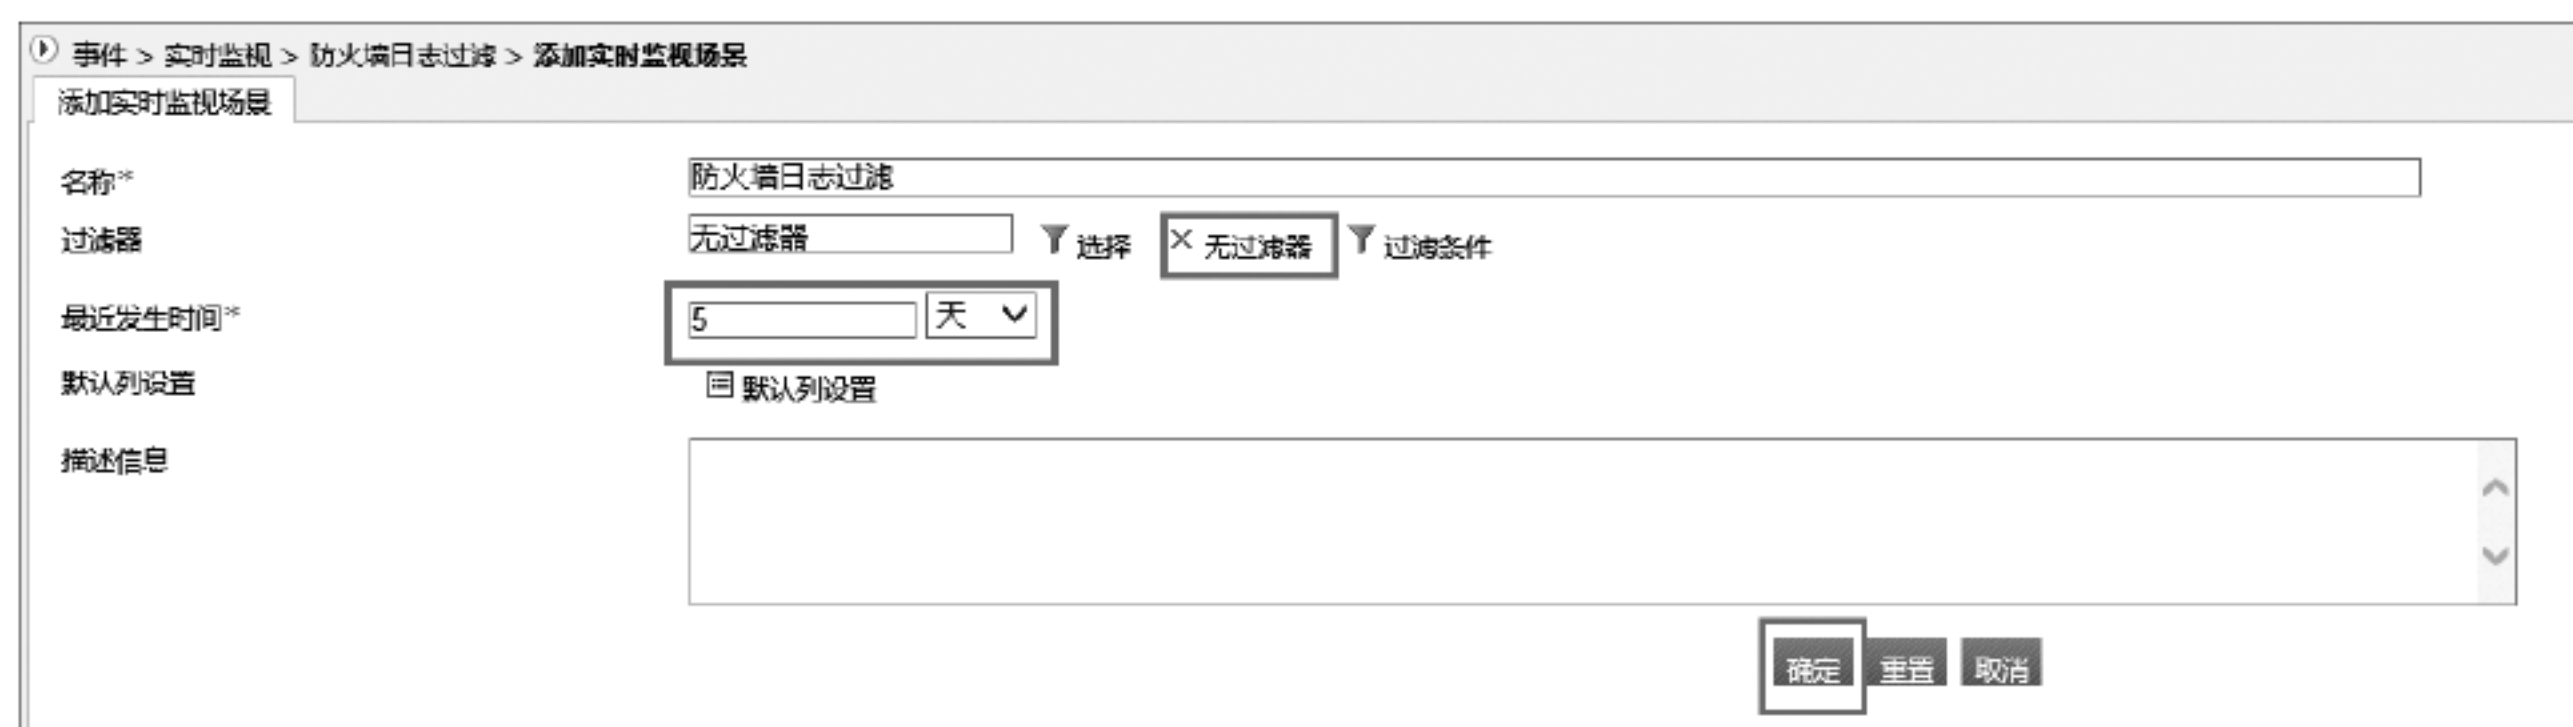 事件 > 实时监视 > 防火墙日志过滤 > 添加实时监视场景
添加实时监视场景
名称* 防火墙日志过滤
过滤器 无过滤器 选择 × 无过滤器 过滤条件
最近发生时间* 5 天
默认列设置 默认列设置
描述信息
确定 重置 取消